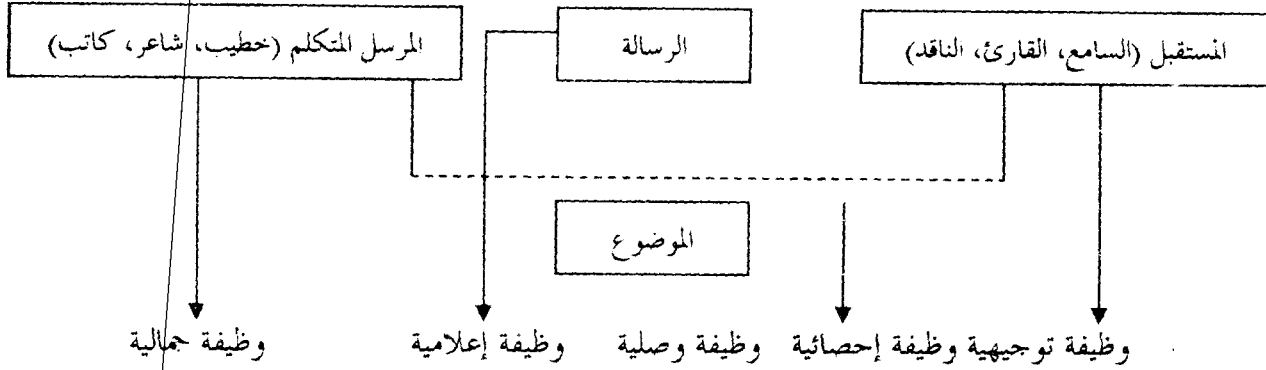 المستقبل (السامع، القارئ، الناقد)
الرسالة
المرسل المتكلم (خطيب، شاعر، كاتب)
الموضوع
وظيفة توجيهية وظيفة إحصائية وظيفة وصلية وظيفة إعلامية وظيفة جمالية